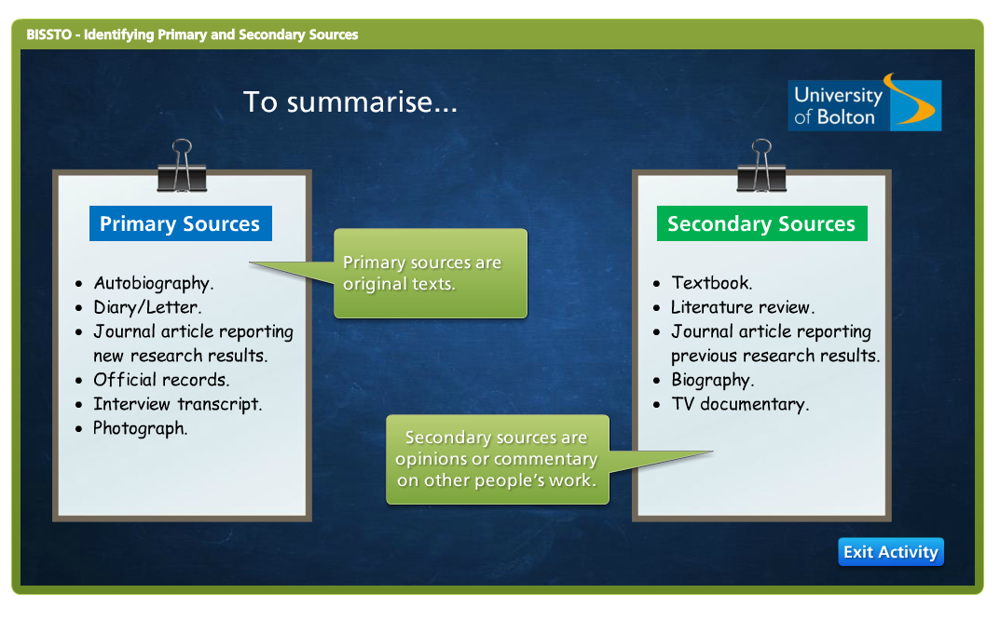 BISSTO - Identifying Primary and Secondary Sources
To summarise...
University
of Bolton
Primary Sources
• Autobiography.
• Diary/Letter.
• Journal article reporting
new research results.
• Official records.
• Interview transcript.
• Photograph.
Primary sources are
original texts.
Secondary Sources
• Textbook.
• Literature review.
• Journal article reporting
previous research results.
• Biography.
• TV documentary.
Secondary sources are
opinions or commentary
on other people's work.
Exit Activity